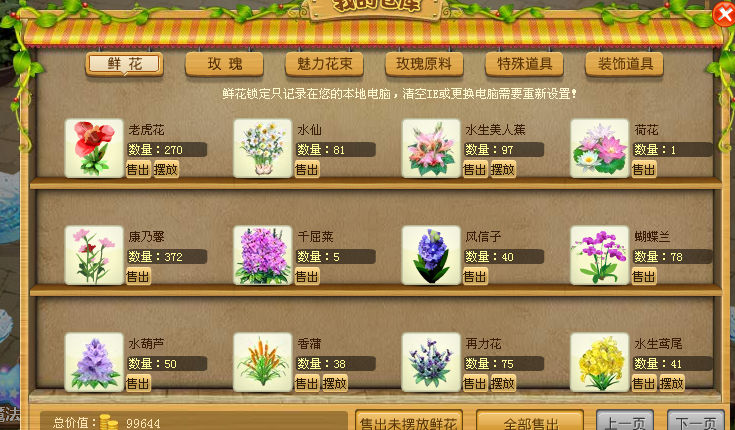 我的仓库
鲜 花 玫 瑰 魅力花束 玫瑰原料 特殊道具 装饰道具
鲜花锁定只记录在您的本地电脑，清空IE或更换电脑需要重新设置！
老虎花 水仙 水生美人蕉 荷花
数量：270 数量：81 数量：97 数量：1
售出 摆放 售出 售出 摆放 售出
康乃馨 千屈菜 风信子 蝴蝶兰
数量：372 数量：5 数量：40 数量：78
售出 售出 售出 售出
水葫芦 香蒲 再力花 水生鸢尾
数量：50 数量：38 数量：75 数量：41
售出 售出 摆放 售出 摆放 售出 摆放
魔法 总价值： 99644 售出未摆放鲜花 全部售出 上一页 下一页